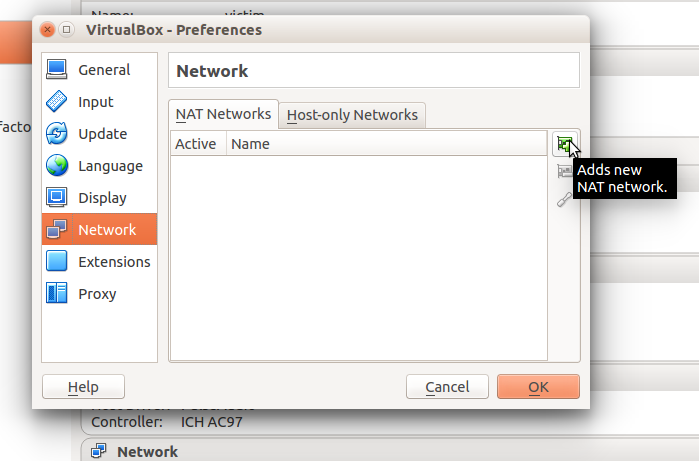 Name: victim
VirtualBox - Preferences
General
Input
Update
Language
Display
Network
Extensions
Proxy
Network
NAT Networks
Host-only Networks
Active Name
Adds new
NAT network.
facto
Help
Cancel
OK
Controller: ICH AC97
Network